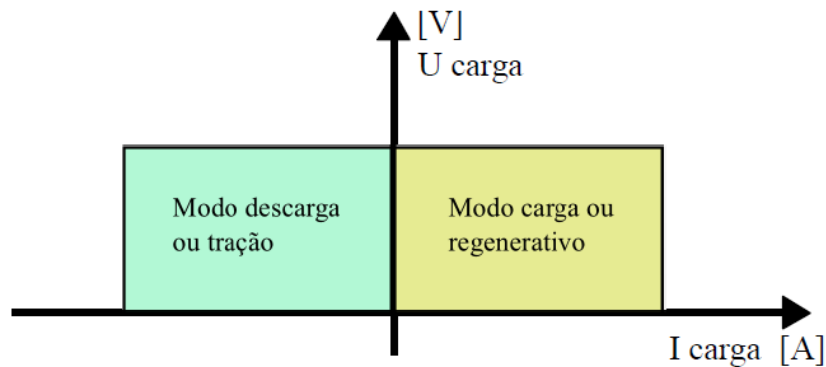 [V]
U carga
Modo descarga
ou tração
Modo carga ou
regenerativo
I carga [A]